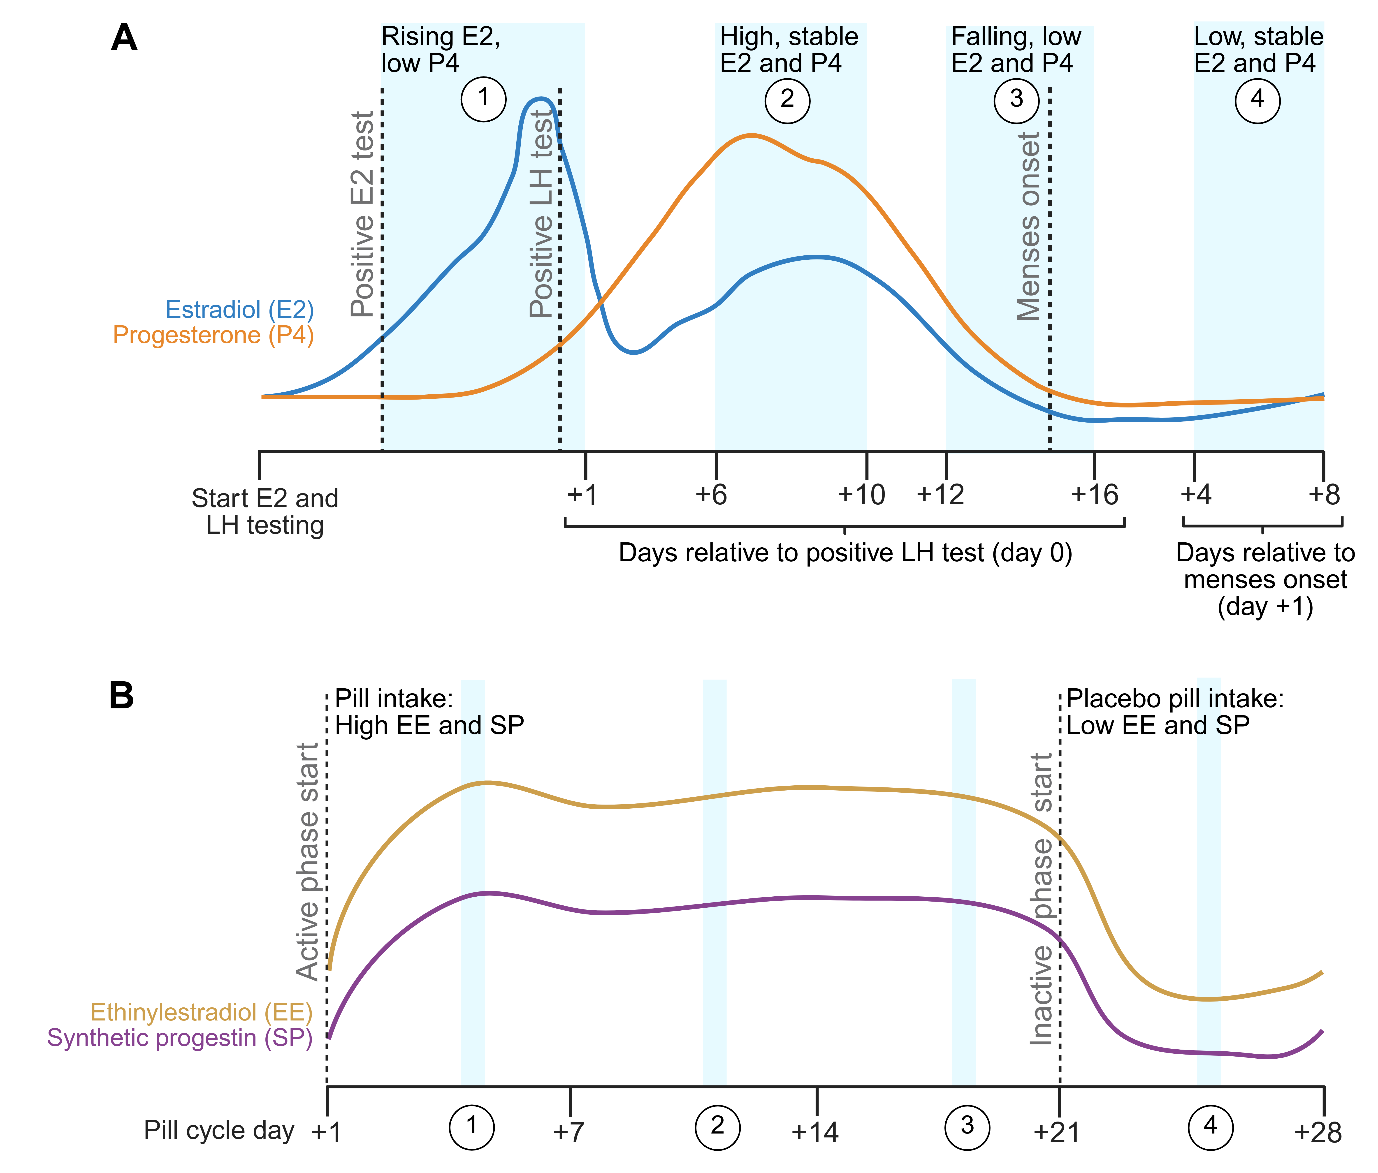 A
Rising E2,
low P4
1
High, stable
E2 and P4
2
Falling, low
E2 and P4
3
Low, stable
E2 and P4
4
Positive E2 test
Positive LH test
Menses onset
Estradiol (E2)
Progesterone (P4)
Start E2 and
LH testing
+1
+6
+10
+12
+16
+4
+8
Days relative to positive LH test (day 0)
Days relative to
menses onset
(day +1)
B
Pill intake:
High EE and SP
Placebo pill intake:
Low EE and SP
Active phase start
Inactive phase start
Ethinylestradiol (EE)
Synthetic progestin (SP)
Pill cycle day
+1
1
+7
2
+14
3
+21
4
+28